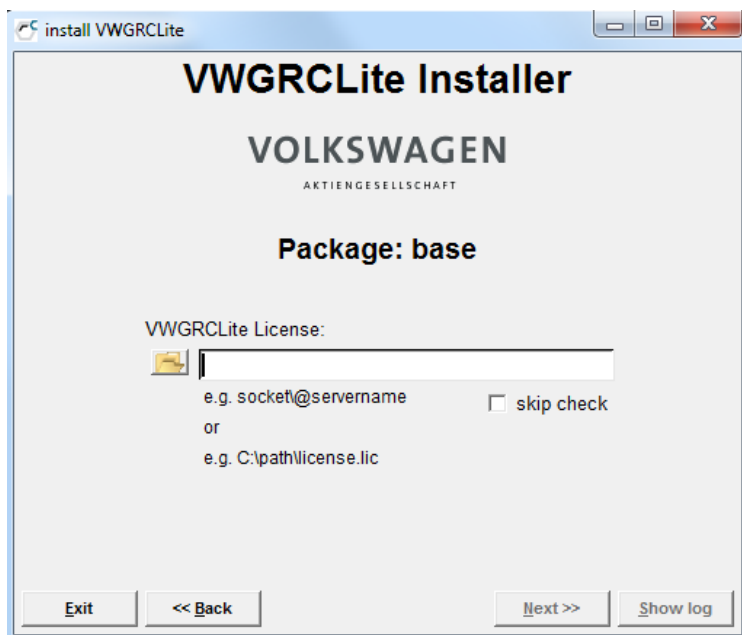 install VWGRCLite
VWGRCLite Installer
VOLKSWAGEN
AKTIENGESELLSCHAFT
Package: base
VWGRCLite License:
e.g. socket\@servername
skip check
or
e.g. C:\path\license.lic
Exit
<< Back
Next >>
Show log